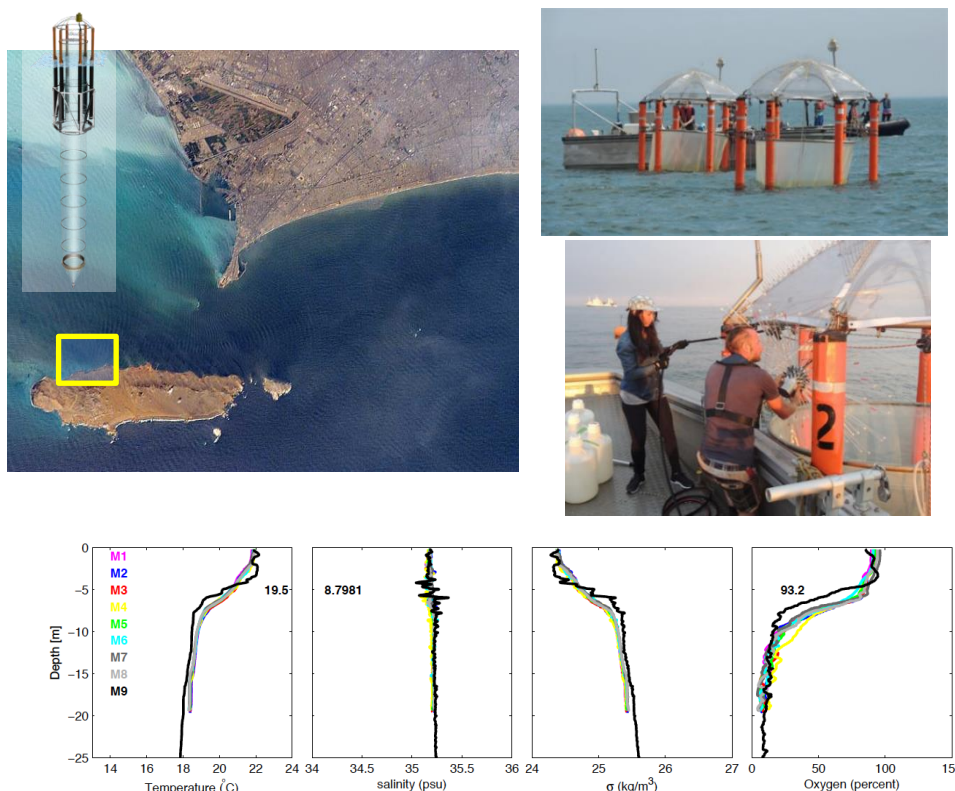 2
M1
M2
M3
M4
M5
M6
M7
M8
M9
0
−5
−10
−15
−20
−25
Depth [m]
19.5
14 16 18 20 22 24
Temperature (°C)
8.7981
34 34.5 35 35.5 36
salinity (psu)
24 25 26 27
σ (kg/m³)
93.2
0 50 100 15
Oxygen (percent)